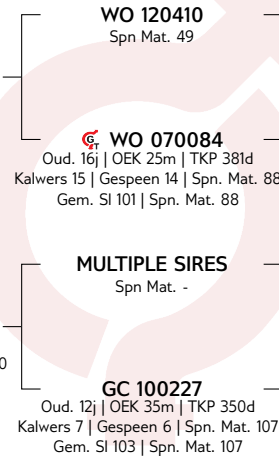 WO 120410
Spn Mat. 49
GT WO 070084
Oud. 16j | OEK 25m | TKP 381d
Kalwers 15 | Gespeen 14 | Spn. Mat. 88
Gem. SI 101 | Spn. Mat. 88
MULTIPLE SIRES
Spn Mat. -
0
GC 100227
Oud. 12j | OEK 35m | TKP 350d
Kalwers 7 | Gespeen 6 | Spn. Mat. 107
Gem. SI 103 | Spn. Mat. 107